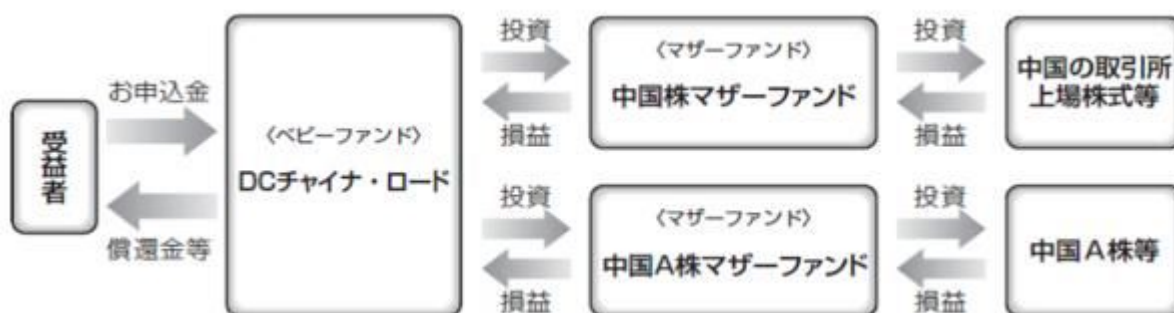 受益者
お申込金
償還金等
〈ベビーファンド〉
DCチャイナ・ロード
投資
損益
〈マザーファンド〉
中国株マザーファンド
投資
損益
中国の取引所
上場株式等
投資
損益
〈マザーファンド〉
中国A株マザーファンド
投資
損益
中国A株等